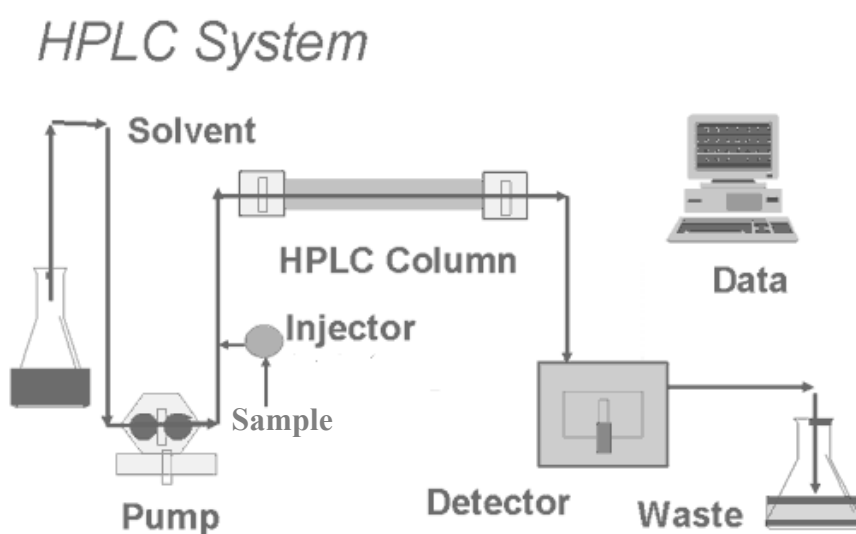 HPLC System
Solvent
HPLC Column
Data
Injector
Sample
Pump
Detector
Waste